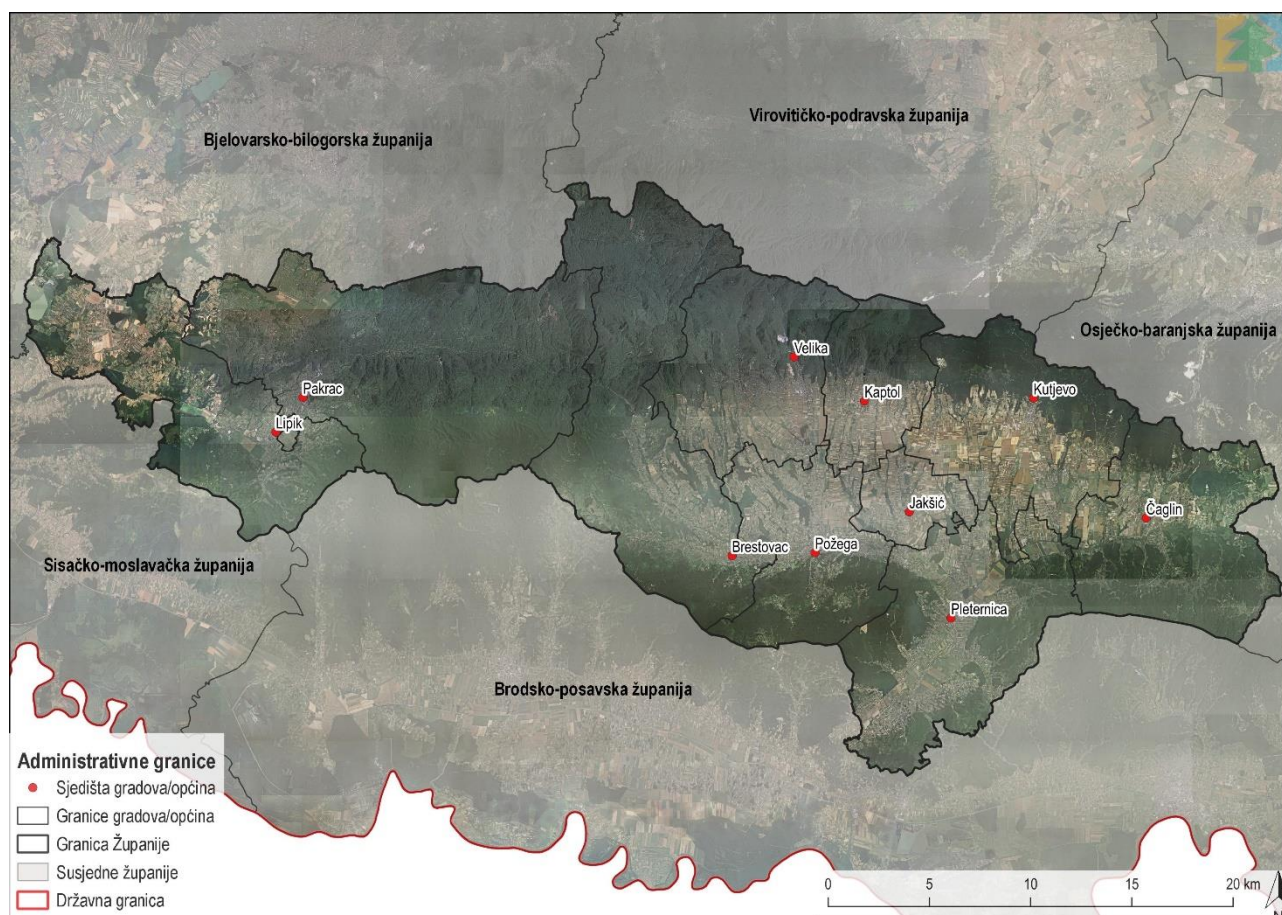 Virovitičko-podravska županija
Bjelovarsko-bilogorska županija
Osječko-baranjska županija
Velika
Pakrac
Kaptol
Kutjevo
Lipik
Jakšić
Čaglin
Brestovac
Požega
Sisačko-moslavačka županija
Pleternica
Brodsko-posavska županija
Administrativne granice
Sjedišta gradova/općina
Granice gradova/općina
Granica Županije
Susjedne županije
Državna granica
0 5 10 15 20 km